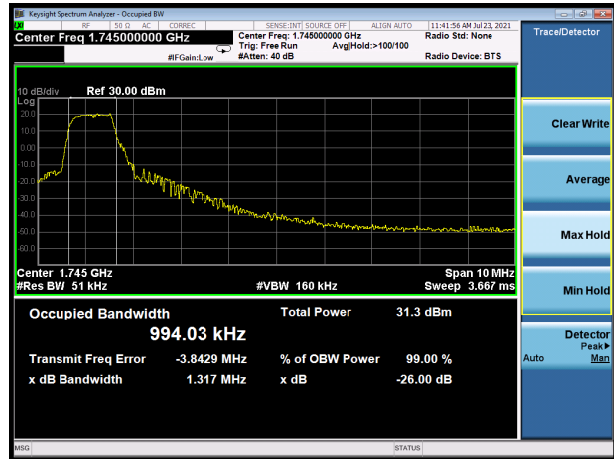 Keysight Spectrum Analyzer - Occupied BW
LXI RF 50 Ω AC CORREC SENSE:INT SOURCE OFF ALIGN AUTO 11:41:56 AM Jul 23, 2021
Center Freq 1.745000000 GHz Center Freq: 1.745000000 GHz Radio Std: None Trace/Detector
Trig: Free Run Avg|Hold:>100/100
#IFGain:Low #Atten: 40 dB Radio Device: BTS
10 dB/div Ref 30.00 dBm
Log
20.0
10.0
0.00
-10.0
-20.0
-30.0
-40.0
-50.0
-60.0
Center 1.745 GHz Span 10 MHz
#Res BW 51 kHz #VBW 160 kHz Sweep 3.667 ms
Occupied Bandwidth Total Power 31.3 dBm
994.03 kHz
Transmit Freq Error -3.8429 MHz % of OBW Power 99.00 %
x dB Bandwidth 1.317 MHz x dB -26.00 dB
Clear Write
Average
Max Hold
Min Hold
Detector
Peak▶
Auto Man
MSG STATUS